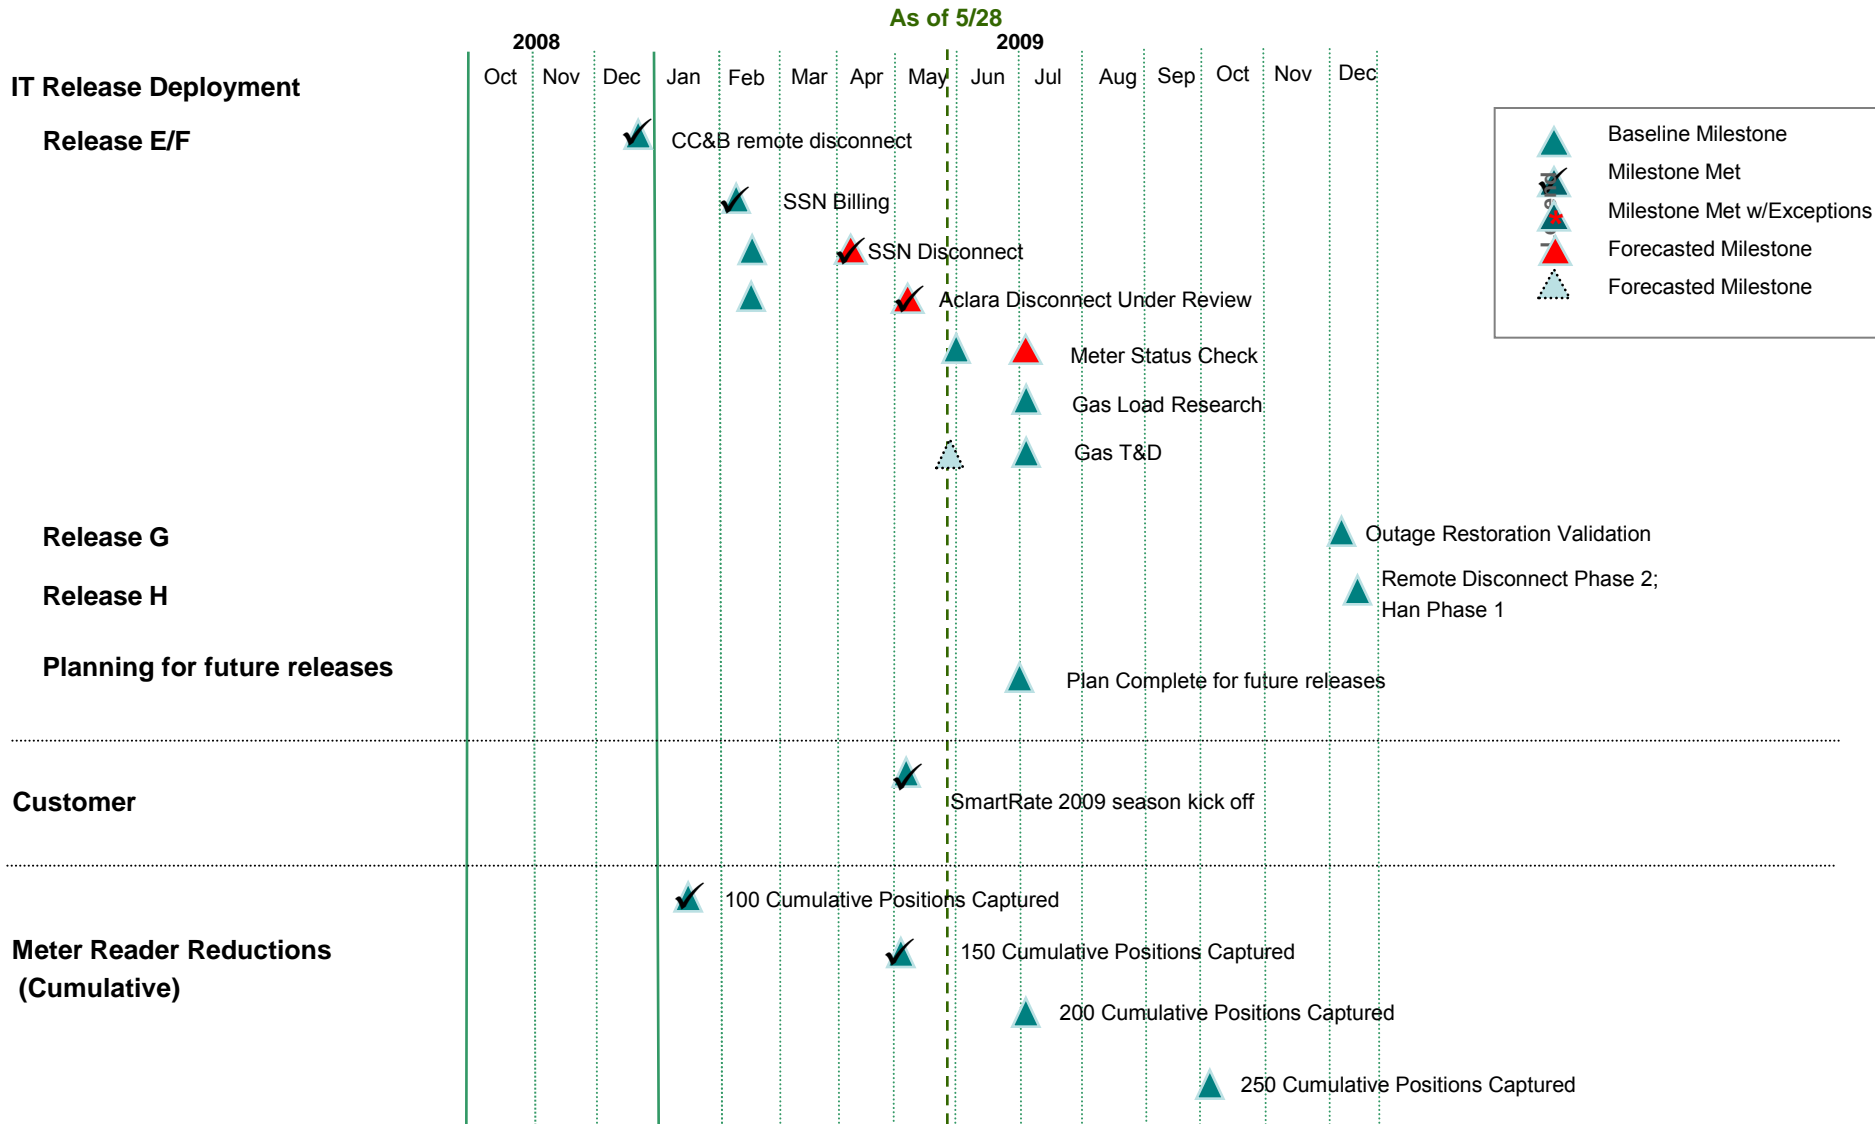 As of 5/28
2008
2009
Oct Nov Dec Jan Feb Mar Apr May Jun Jul Aug Sep Oct Nov Dec
IT Release Deployment
Release E/F
CC&B remote disconnect
SSN Billing
SSN Disconnect
Aclara Disconnect Under Review
Meter Status Check
Gas Load Research
Gas T&D
Release G
Outage Restoration Validation
Release H
Remote Disconnect Phase 2;
Han Phase 1
Planning for future releases
Plan Complete for future releases
Customer
SmartRate 2009 season kick off
100 Cumulative Positions Captured
Meter Reader Reductions
(Cumulative)
150 Cumulative Positions Captured
200 Cumulative Positions Captured
250 Cumulative Positions Captured
Baseline Milestone
Milestone Met
Milestone Met w/Exceptions
Forecasted Milestone
Forecasted Milestone